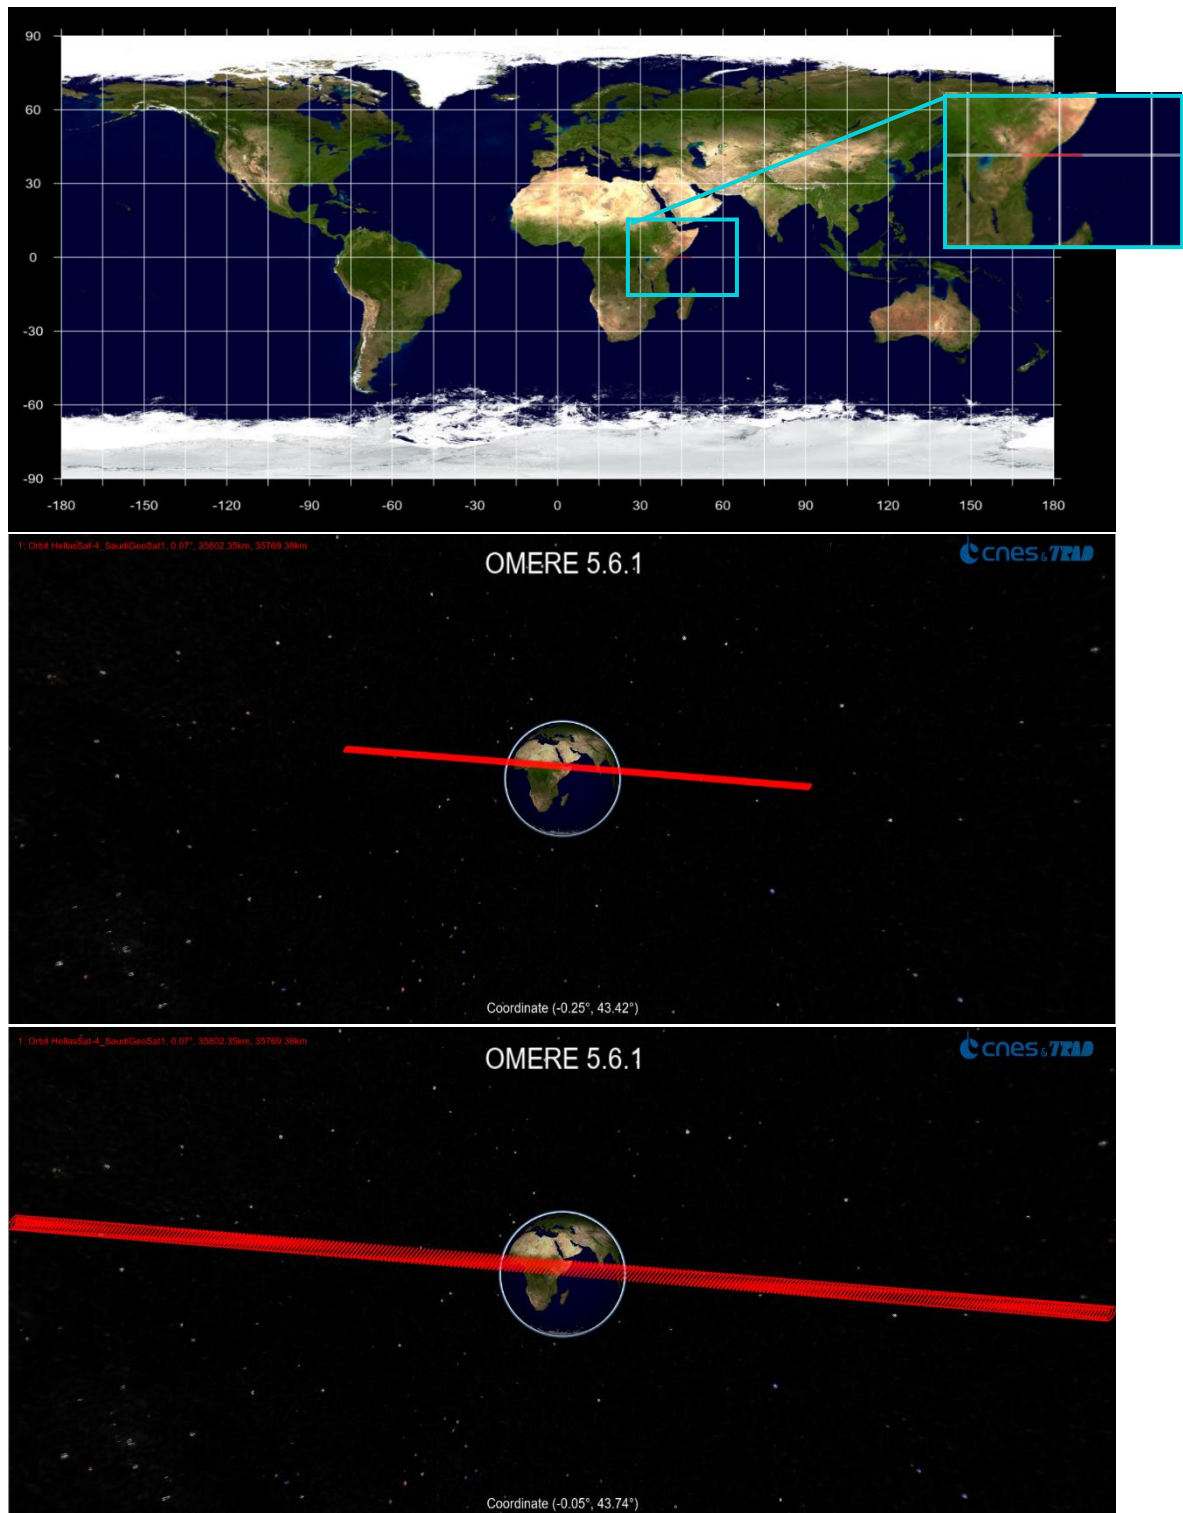 90
60
30
0
-30
-60
-90
-180 -150 -120 -90 -60 -30 0 30 60 90 120 150 180
1: Orbit HellasSat-4_SaudiGeoSat1, 0.07°, 35802.35km, 35769.38km
OMERE 5.6.1
cnes & TRAD
Coordinate (-0.25°, 43.42°)
1: Orbit HellasSat-4_SaudiGeoSat1, 0.07°, 35802.35km, 35769.38km
OMERE 5.6.1
cnes & TRAD
Coordinate (-0.05°, 43.74°)